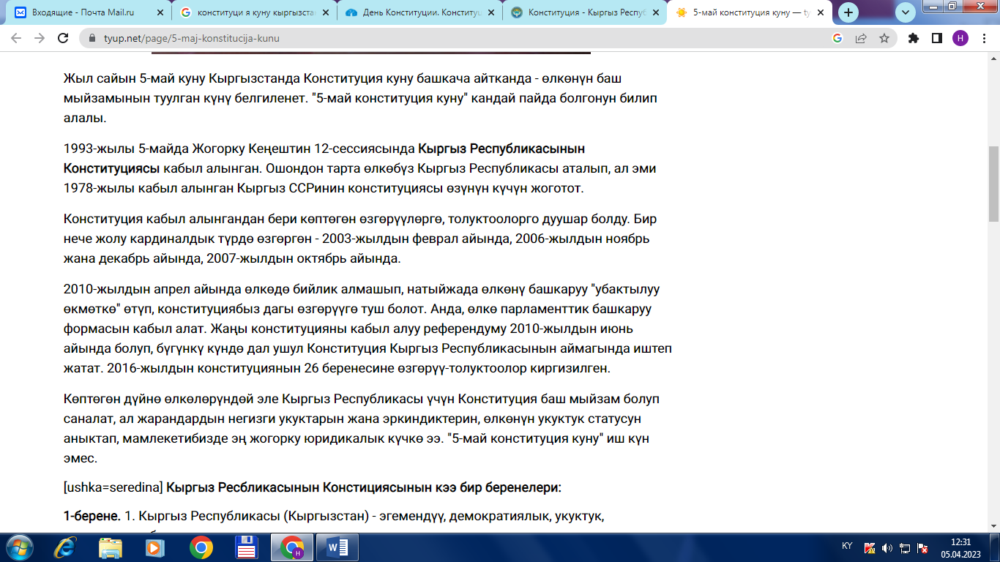 Входящие - Почта Mail.ru
конституци я куну кыргызста
День Конституции. Конститу
Конституция - Кыргыз Респу
5-май конституция куну — ty
tyup.net/page/5-maj-konstitucija-kunu
Н
Жыл сайын 5-май куну Кыргызстанда Конституция куну башкача айтканда - өлкөнүн баш
мыйзамынын туулган күнү белгиленет. "5-май конституция куну" кандай пайда болгонун билип
алалы.
1993-жылы 5-майда Жогорку Кеңештин 12-сессиясында Кыргыз Республикасынын
Конституциясы кабыл алынган. Ошондон тарта өлкөбүз Кыргыз Республикасы аталып, ал эми
1978-жылы кабыл алынган Кыргыз ССРинин конституциясы өзүнүн күчүн жоготот.
Конституция кабыл алынгандан бери көптөгөн өзгөрүүлөргө, толуктоолорго дуушар болду. Бир
нече жолу кардиналдык түрдө өзгөргөн - 2003-жылдын феврал айында, 2006-жылдын ноябрь
жана декабрь айында, 2007-жылдын октябрь айында.
2010-жылдын апрел айында өлкөдө бийлик алмашып, натыйжада өлкөнү башкаруу "убактылуу
өкмөткө" өтүп, конституциябыз дагы өзгөрүүгө туш болот. Анда, өлкө парламенттик башкаруу
формасын кабыл алат. Жаңы конституцияны кабыл алуу референдуму 2010-жылдын июнь
айында болуп, бүгүнкү күндө дал ушул Конституция Кыргыз Республикасынын аймагында иштеп
жатат. 2016-жылдын конституциянын 26 беренесине өзгөрүү-толуктоолор киргизилген.
Көптөгөн дүйнө өлкөлөрүндөй эле Кыргыз Республикасы үчүн Конституция баш мыйзам болуп
саналат, ал жарандардын негизги укуктарын жана эркиндиктерин, өлкөнүн укуктук статусун
аныктап, мамлекетибизде эң жогорку юридикалык күчкө ээ. "5-май конституция куну" иш күн
эмес.
[ushka=seredina] Кыргыз Ресбликасынын Констициясынын кээ бир беренелери:
1-берене. 1. Кыргыз Республикасы (Кыргызстан) - эгемендүү, демократиялык, укуктук,
KY
12:31
05.04.2023